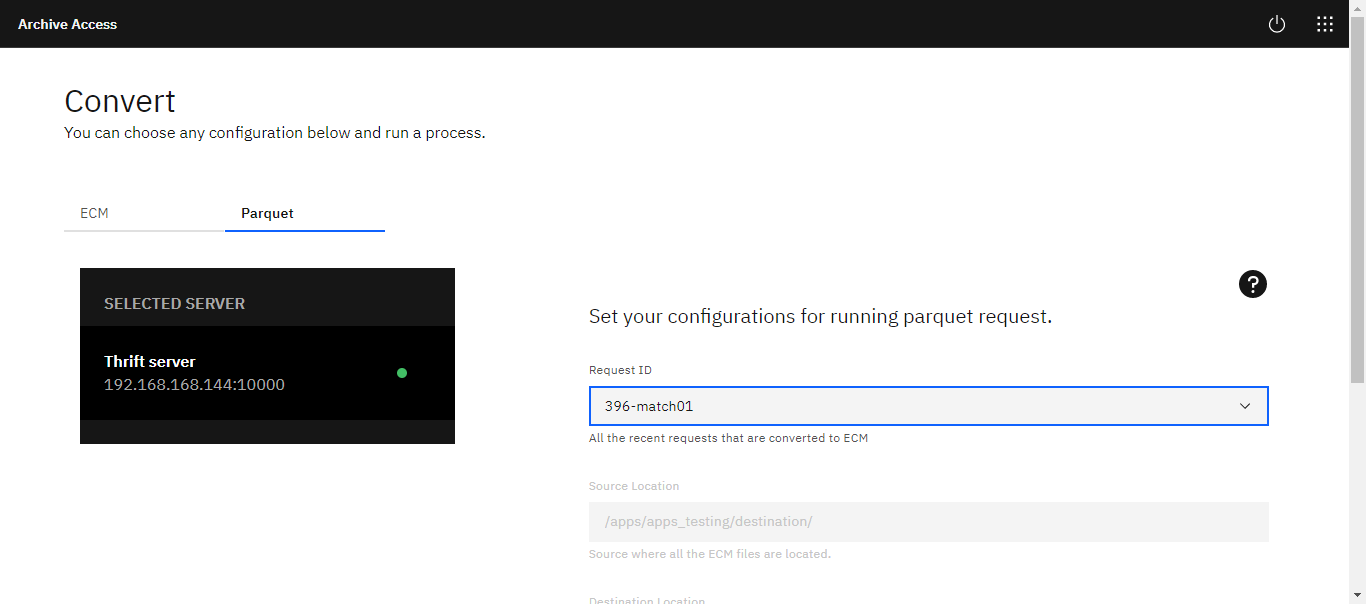 Archive Access
Convert
You can choose any configuration below and run a process.
ECM
Parquet
SELECTED SERVER
Thrift server
192.168.168.144:10000
?
Set your configurations for running parquet request.
Request ID
396-match01
All the recent requests that are converted to ECM
Source Location
/apps/apps_testing/destination/
Source where all the ECM files are located.
Destination Location